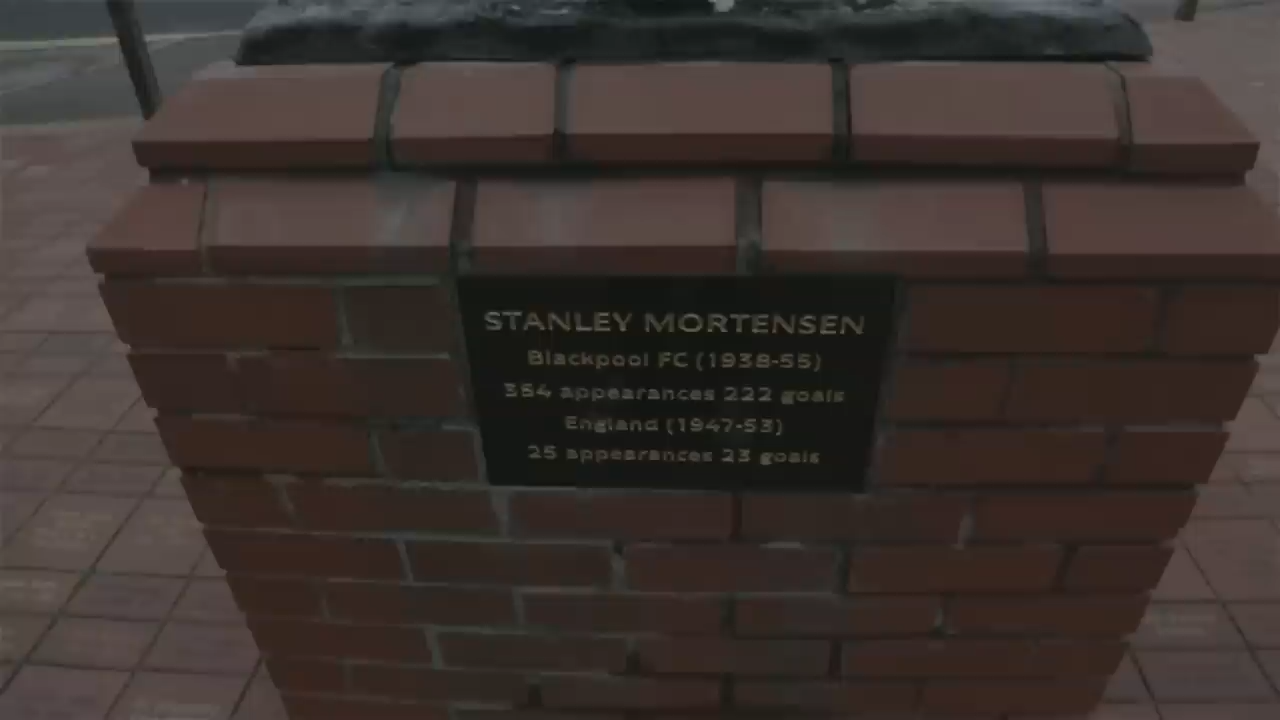 STANLEY MORTENSEN
Blackpool FC (1938-55)
354 appearances 222 goals
England (1947-53)
25 appearances 23 goals